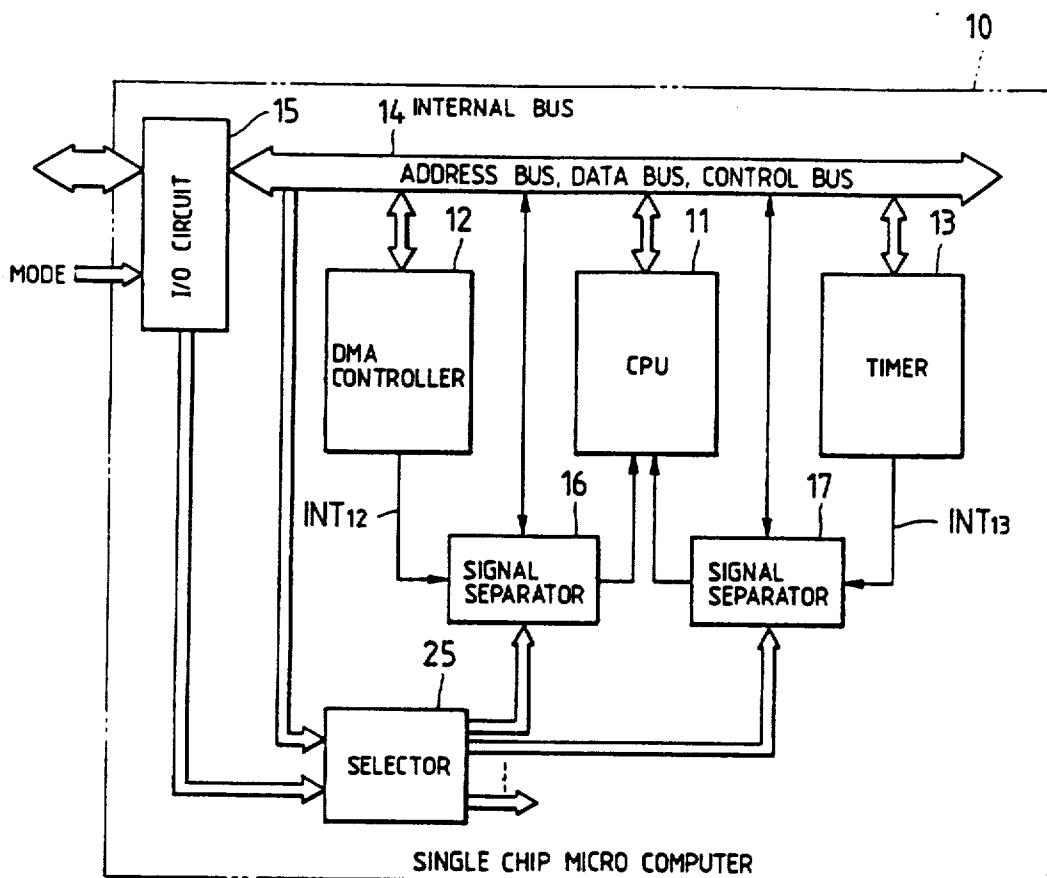 10
15
14 INTERNAL BUS
ADDRESS BUS, DATA BUS, CONTROL BUS
I/O CIRCUIT
MODE
12
11
13
DMA
CONTROLLER
CPU
TIMER
INT12
16
17
INT13
SIGNAL
SEPARATOR
SIGNAL
SEPARATOR
25
SELECTOR
SINGLE CHIP MICRO COMPUTER